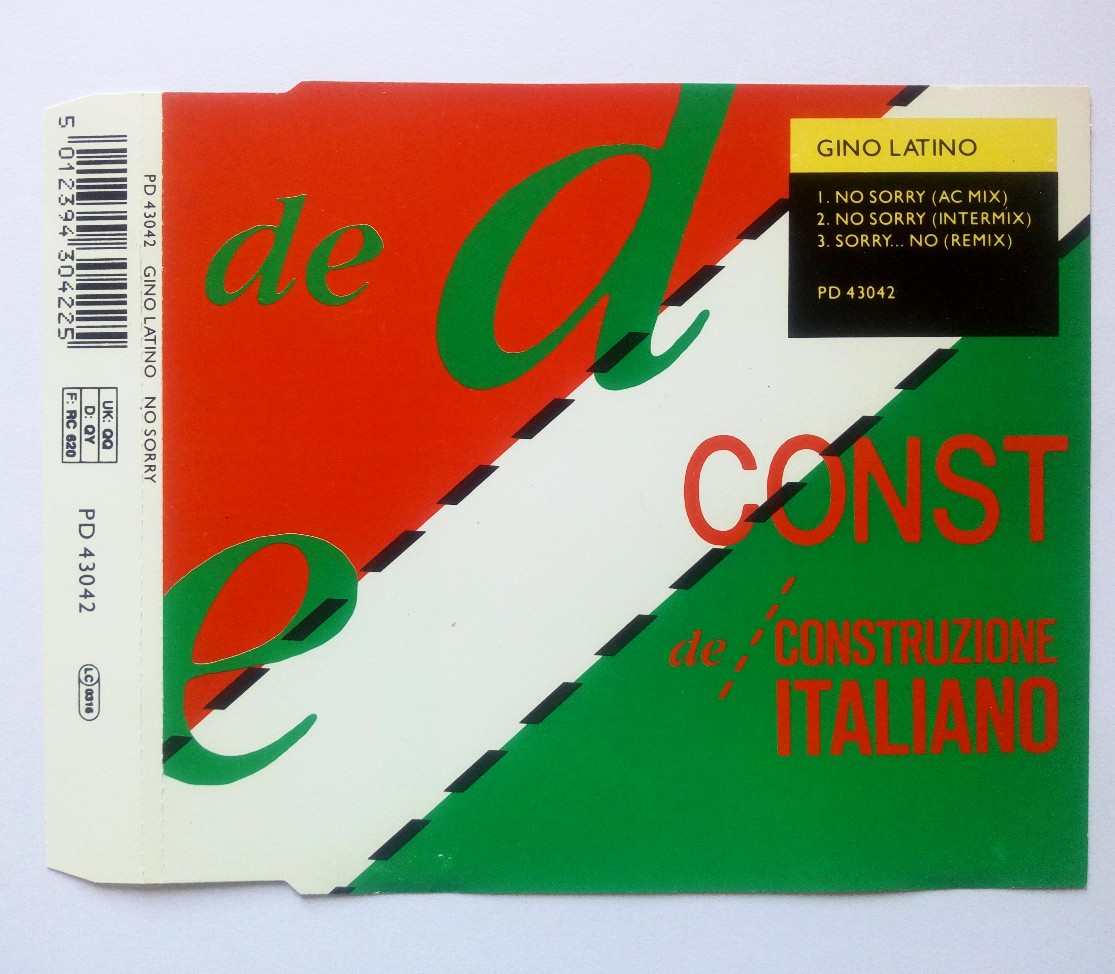 5 012394 304225
UK: QQ
D: QY
F: RC 620
PD 43042
LC 0316
PD 43042 GINO LATINO NO SORRY
de
d
e
GINO LATINO
1. NO SORRY (AC MIX)
2. NO SORRY (INTERMIX)
3. SORRY... NO (REMIX)
PD 43042
CONST
de CONSTRUZIONE
ITALIANO